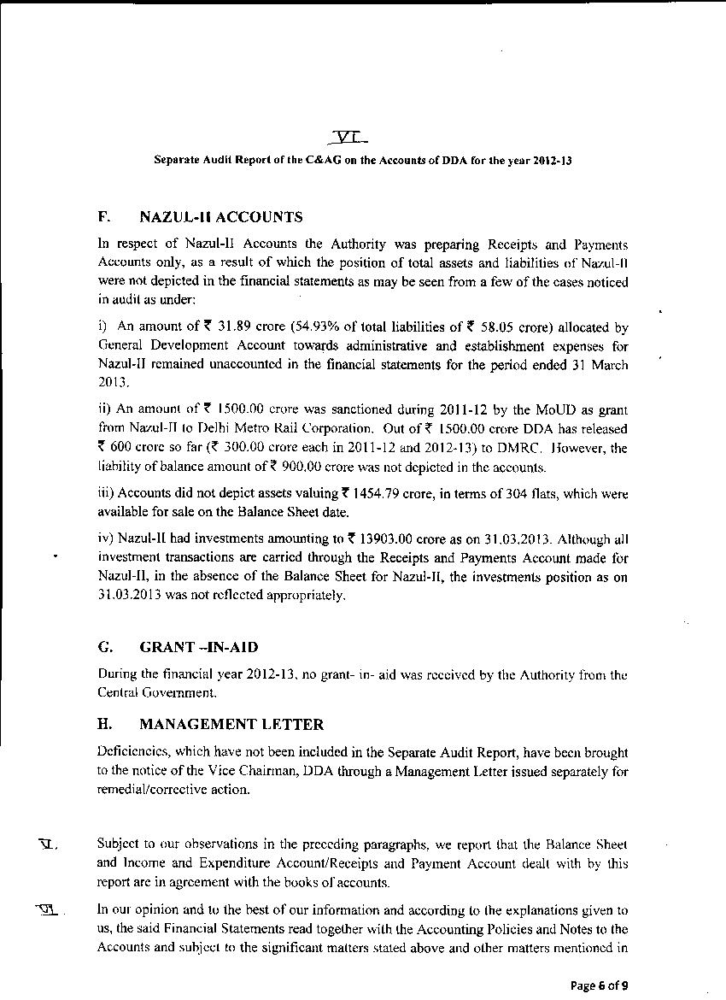 VI
Separate Audit Report of the C&AG on the Accounts of DDA for the year 2012-13
F. NAZUL-II ACCOUNTS
In respect of Nazul-II Accounts the Authority was preparing Receipts and Payments
Accounts only, as a result of which the position of total assets and liabilities of Nazul-II
were not depicted in the financial statements as may be seen from a few of the cases noticed
in audit as under:
i) An amount of ₹ 31.89 crore (54.93% of total liabilities of ₹ 58.05 crore) allocated by
General Development Account towards administrative and establishment expenses for
Nazul-II remained unaccounted in the financial statements for the period ended 31 March
2013.
ii) An amount of ₹ 1500.00 crore was sanctioned during 2011-12 by the MoUD as grant
from Nazul-II to Delhi Metro Rail Corporation. Out of ₹ 1500.00 crore DDA has released
₹ 600 crore so far (₹ 300.00 crore each in 2011-12 and 2012-13) to DMRC. However, the
liability of balance amount of ₹ 900.00 crore was not depicted in the accounts.
iii) Accounts did not depict assets valuing ₹ 1454.79 crore, in terms of 304 flats, which were
available for sale on the Balance Sheet date.
iv) Nazul-II had investments amounting to ₹ 13903.00 crore as on 31.03.2013. Although all
investment transactions are carried through the Receipts and Payments Account made for
Nazul-II, in the absence of the Balance Sheet for Nazul-II, the investments position as on
31.03.2013 was not reflected appropriately.
G. GRANT –IN-AID
During the financial year 2012-13, no grant- in- aid was received by the Authority from the
Central Government.
H. MANAGEMENT LETTER
Deficiencies, which have not been included in the Separate Audit Report, have been brought
to the notice of the Vice Chairman, DDA through a Management Letter issued separately for
remedial/corrective action.
VI. Subject to our observations in the preceding paragraphs, we report that the Balance Sheet
and Income and Expenditure Account/Receipts and Payment Account dealt with by this
report are in agreement with the books of accounts.
In our opinion and to the best of our information and according to the explanations given to
us, the said Financial Statements read together with the Accounting Policies and Notes to the
Accounts and subject to the significant matters stated above and other matters mentioned in
Page 6 of 9